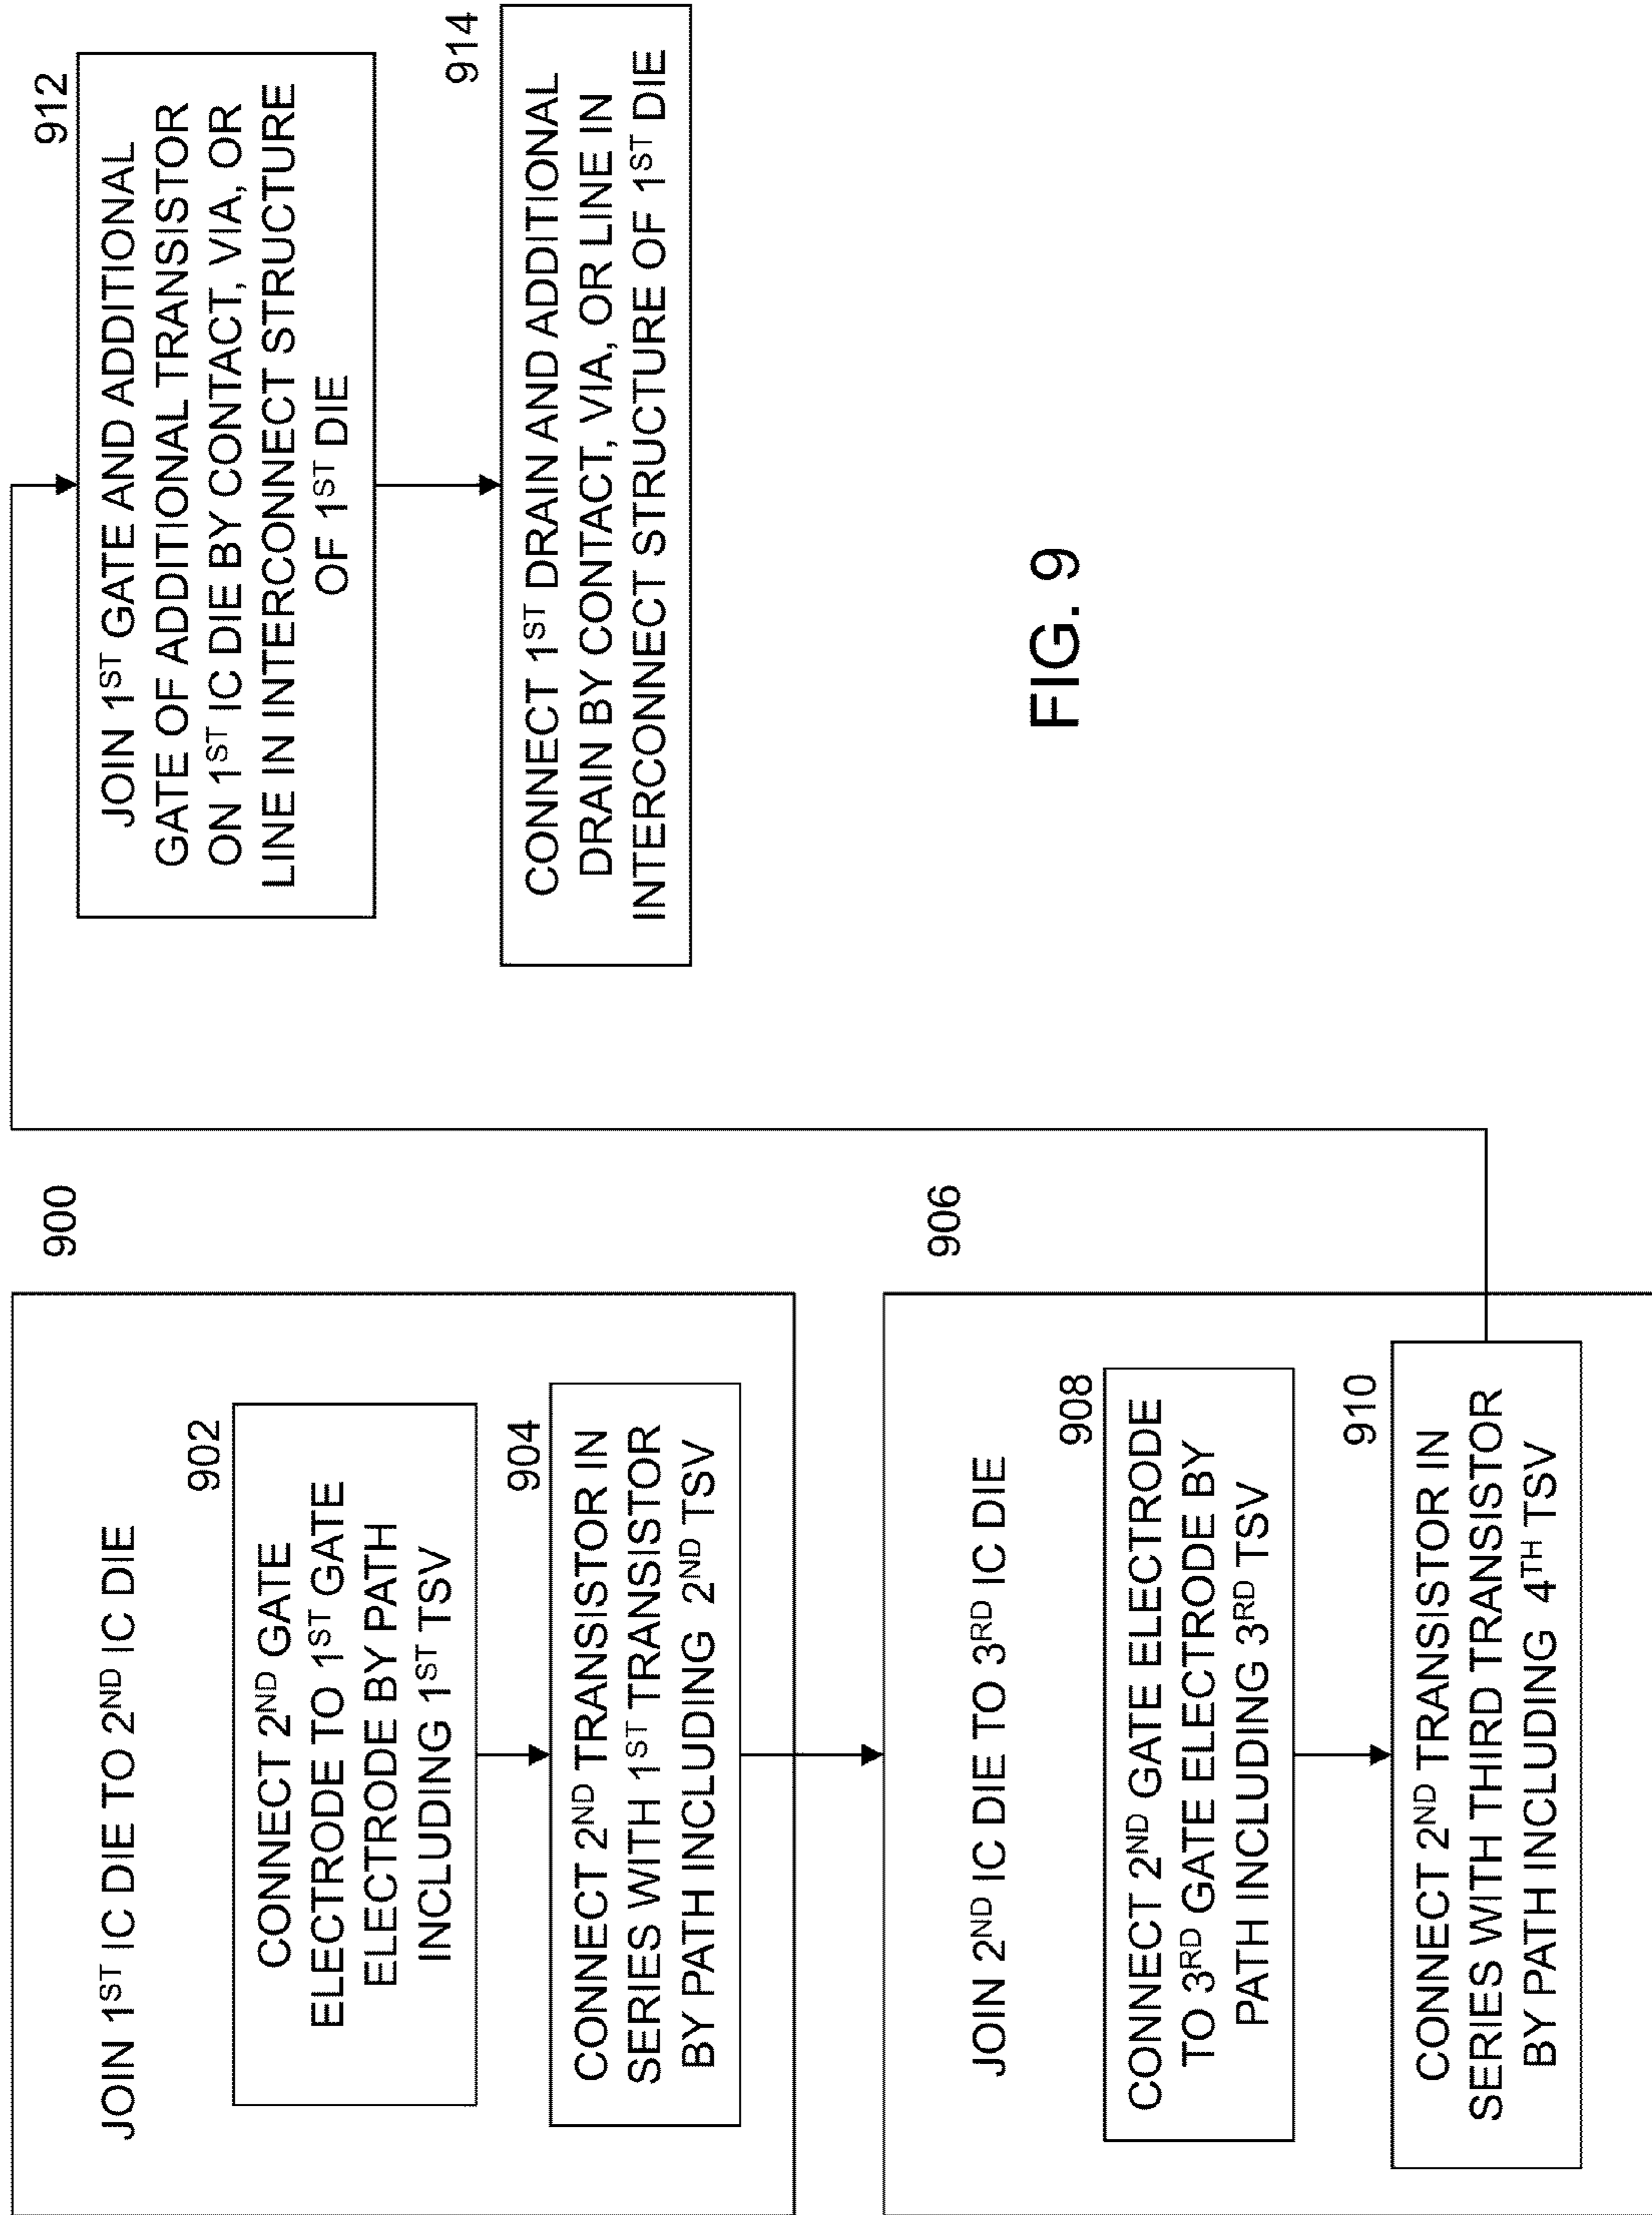 900
JOIN 1ST IC DIE TO 2ND IC DIE
902
CONNECT 2ND GATE
ELECTRODE TO 1ST GATE
ELECTRODE BY PATH
INCLUDING 1ST TSV
904
CONNECT 2ND TRANSISTOR IN
SERIES WITH 1ST TRANSISTOR
BY PATH INCLUDING 2ND TSV
906
JOIN 2ND IC DIE TO 3RD IC DIE
908
CONNECT 2ND GATE ELECTRODE
TO 3RD GATE ELECTRODE BY
PATH INCLUDING 3RD TSV
910
CONNECT 2ND TRANSISTOR IN
SERIES WITH THIRD TRANSISTOR
BY PATH INCLUDING 4TH TSV
912
JOIN 1ST GATE AND ADDITIONAL
GATE OF ADDITIONAL TRANSISTOR
ON 1ST IC DIE BY CONTACT, VIA, OR
LINE IN INTERCONNECT STRUCTURE
OF 1ST DIE
914
CONNECT 1ST DRAIN AND ADDITIONAL
DRAIN BY CONTACT, VIA, OR LINE IN
INTERCONNECT STRUCTURE OF 1ST DIE
FIG. 9